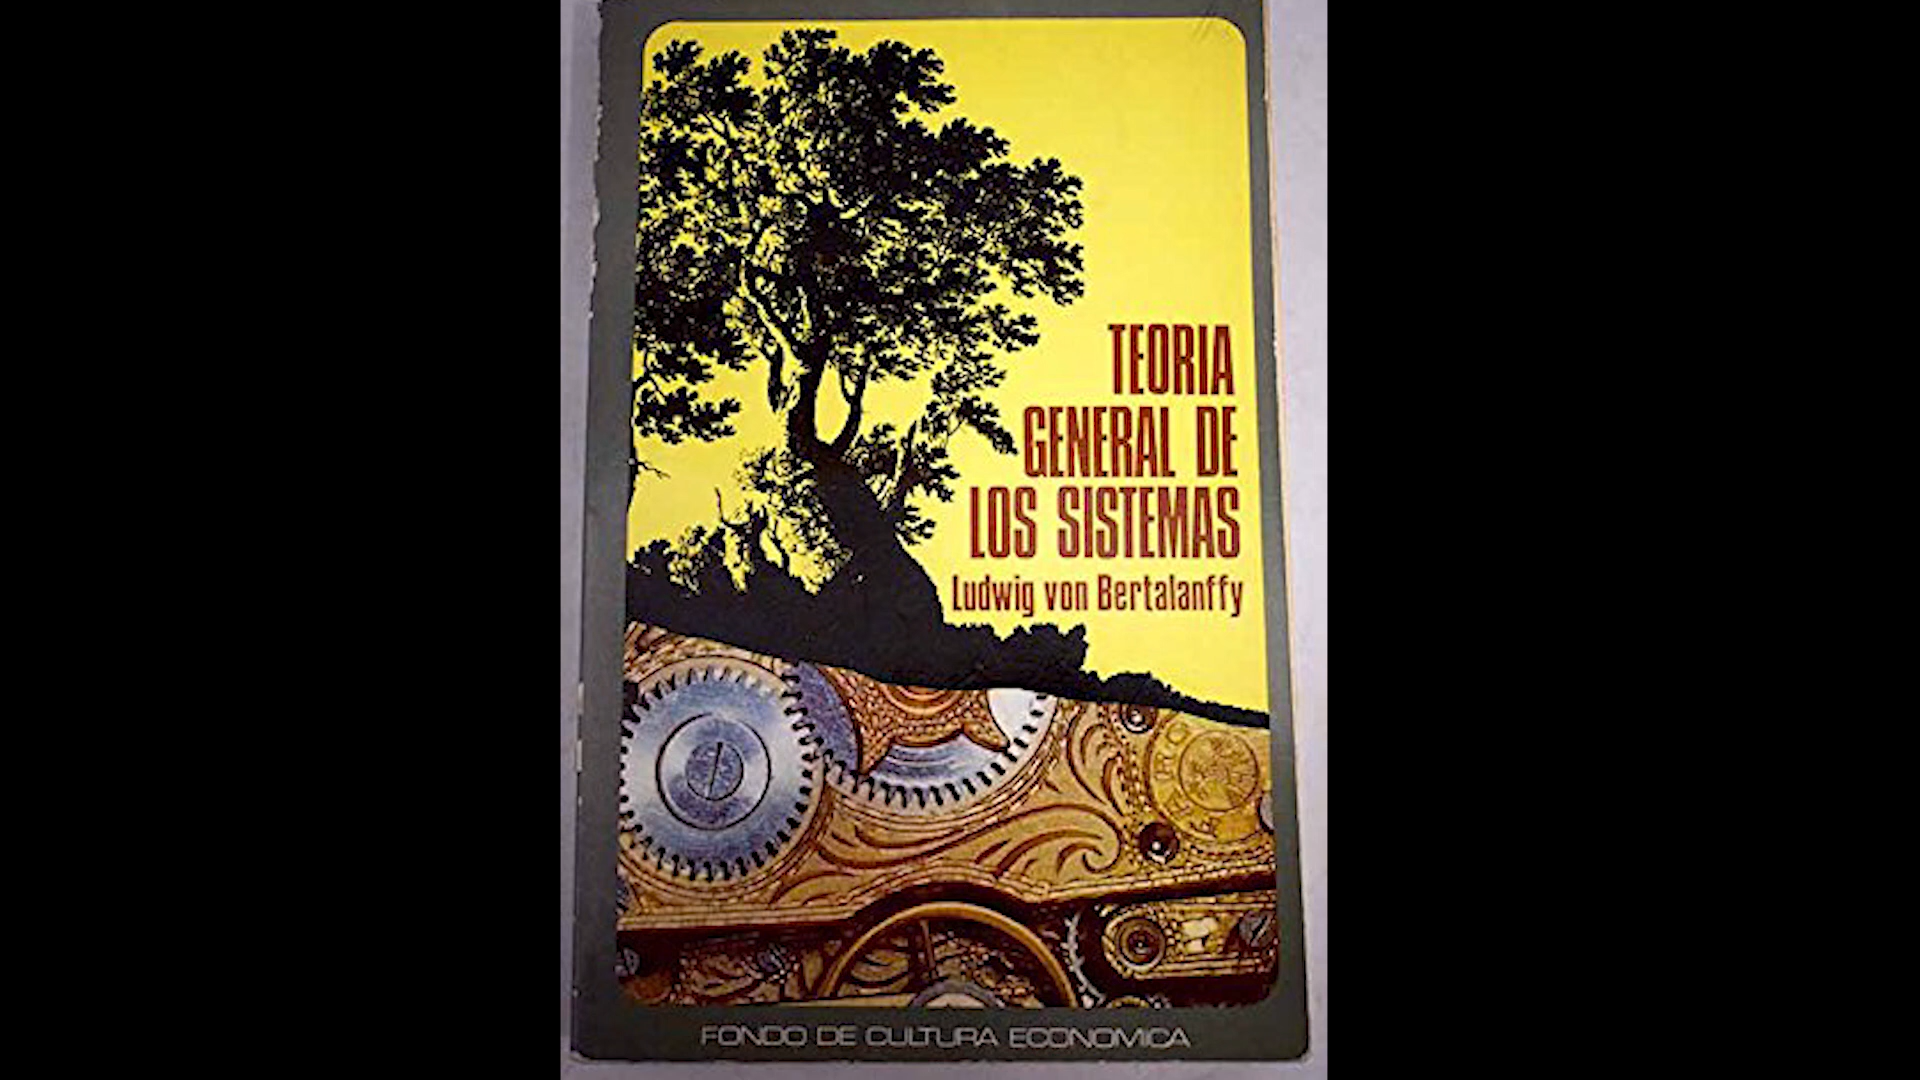 TEORIA
GENERAL DE
LOS SISTEMAS
Ludwig von Bertalanffy
FONDO DE CULTURA ECONOMICA